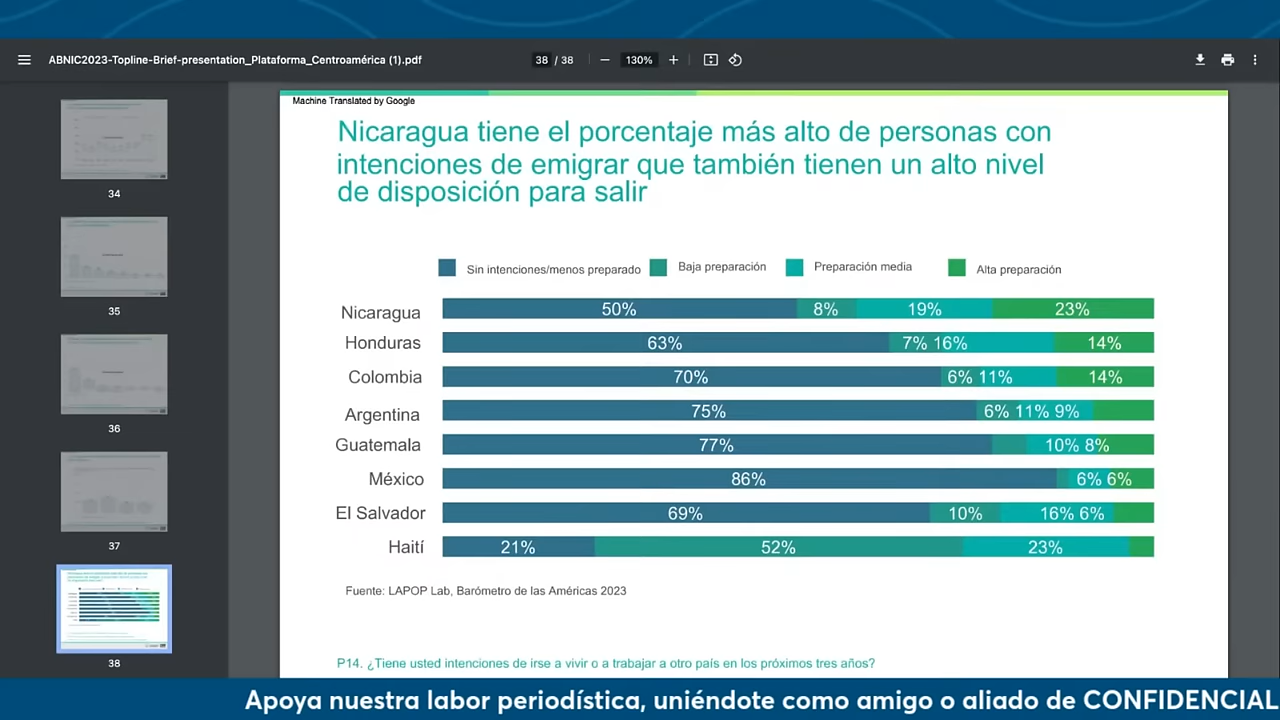 ABNIC2023-Topline-Brief-presentation_Plataforma_Centroamérica (1).pdf
38 / 38
130%
Machine Translated by Google
Nicaragua tiene el porcentaje más alto de personas con
intenciones de emigrar que también tienen un alto nivel
de disposición para salir
Sin intenciones/menos preparado Baja preparación Preparación media Alta preparación
Nicaragua 50% 8% 19% 23%
Honduras 63% 7% 16% 14%
Colombia 70% 6% 11% 14%
Argentina 75% 6% 11% 9%
Guatemala 77% 10% 8%
México 86% 6% 6%
El Salvador 69% 10% 16% 6%
Haití 21% 52% 23%
Fuente: LAPOP Lab, Barómetro de las Américas 2023
P14. ¿Tiene usted intenciones de irse a vivir o a trabajar a otro país en los próximos tres años?
34
35
36
37
38
Apoya nuestra labor periodística, uniéndote como amigo o aliado de CONFIDENCIAL